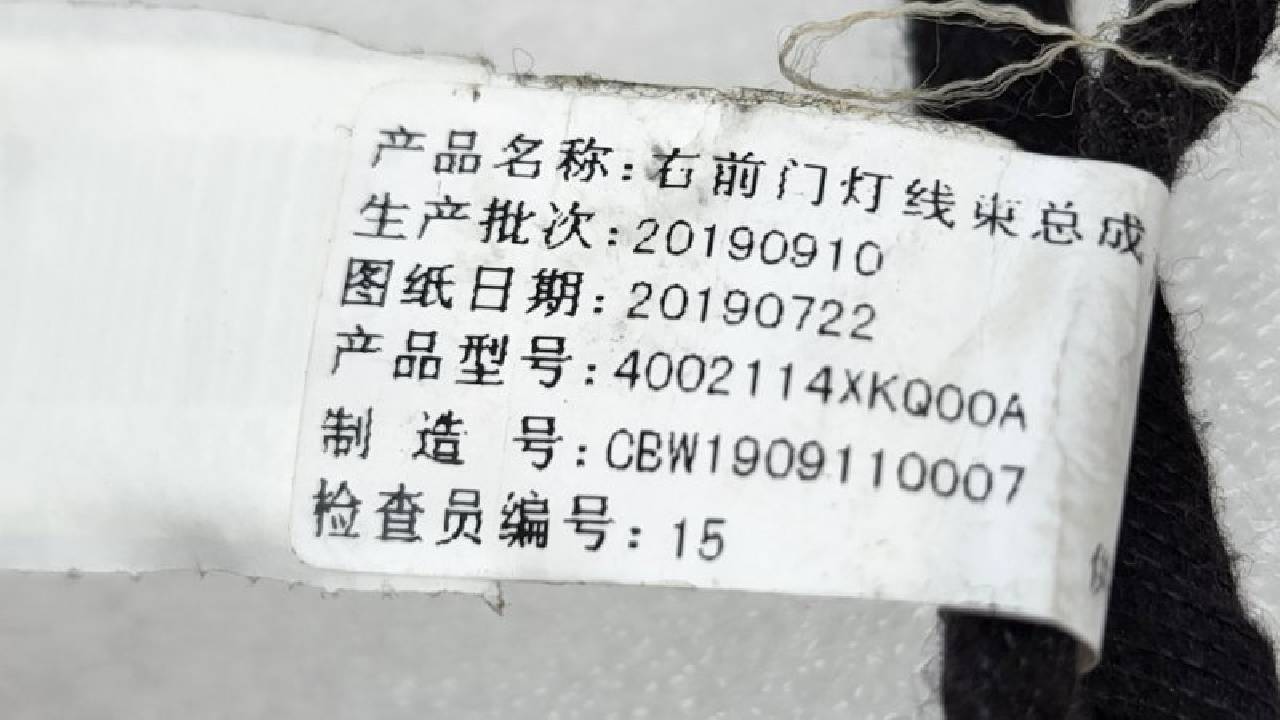 产品名称:右前门灯线束总成
生产批次:20190910
图纸日期:20190722
产品型号:4002114XKQ00A
制 造 号:CBW1909110007
检查员编号:15